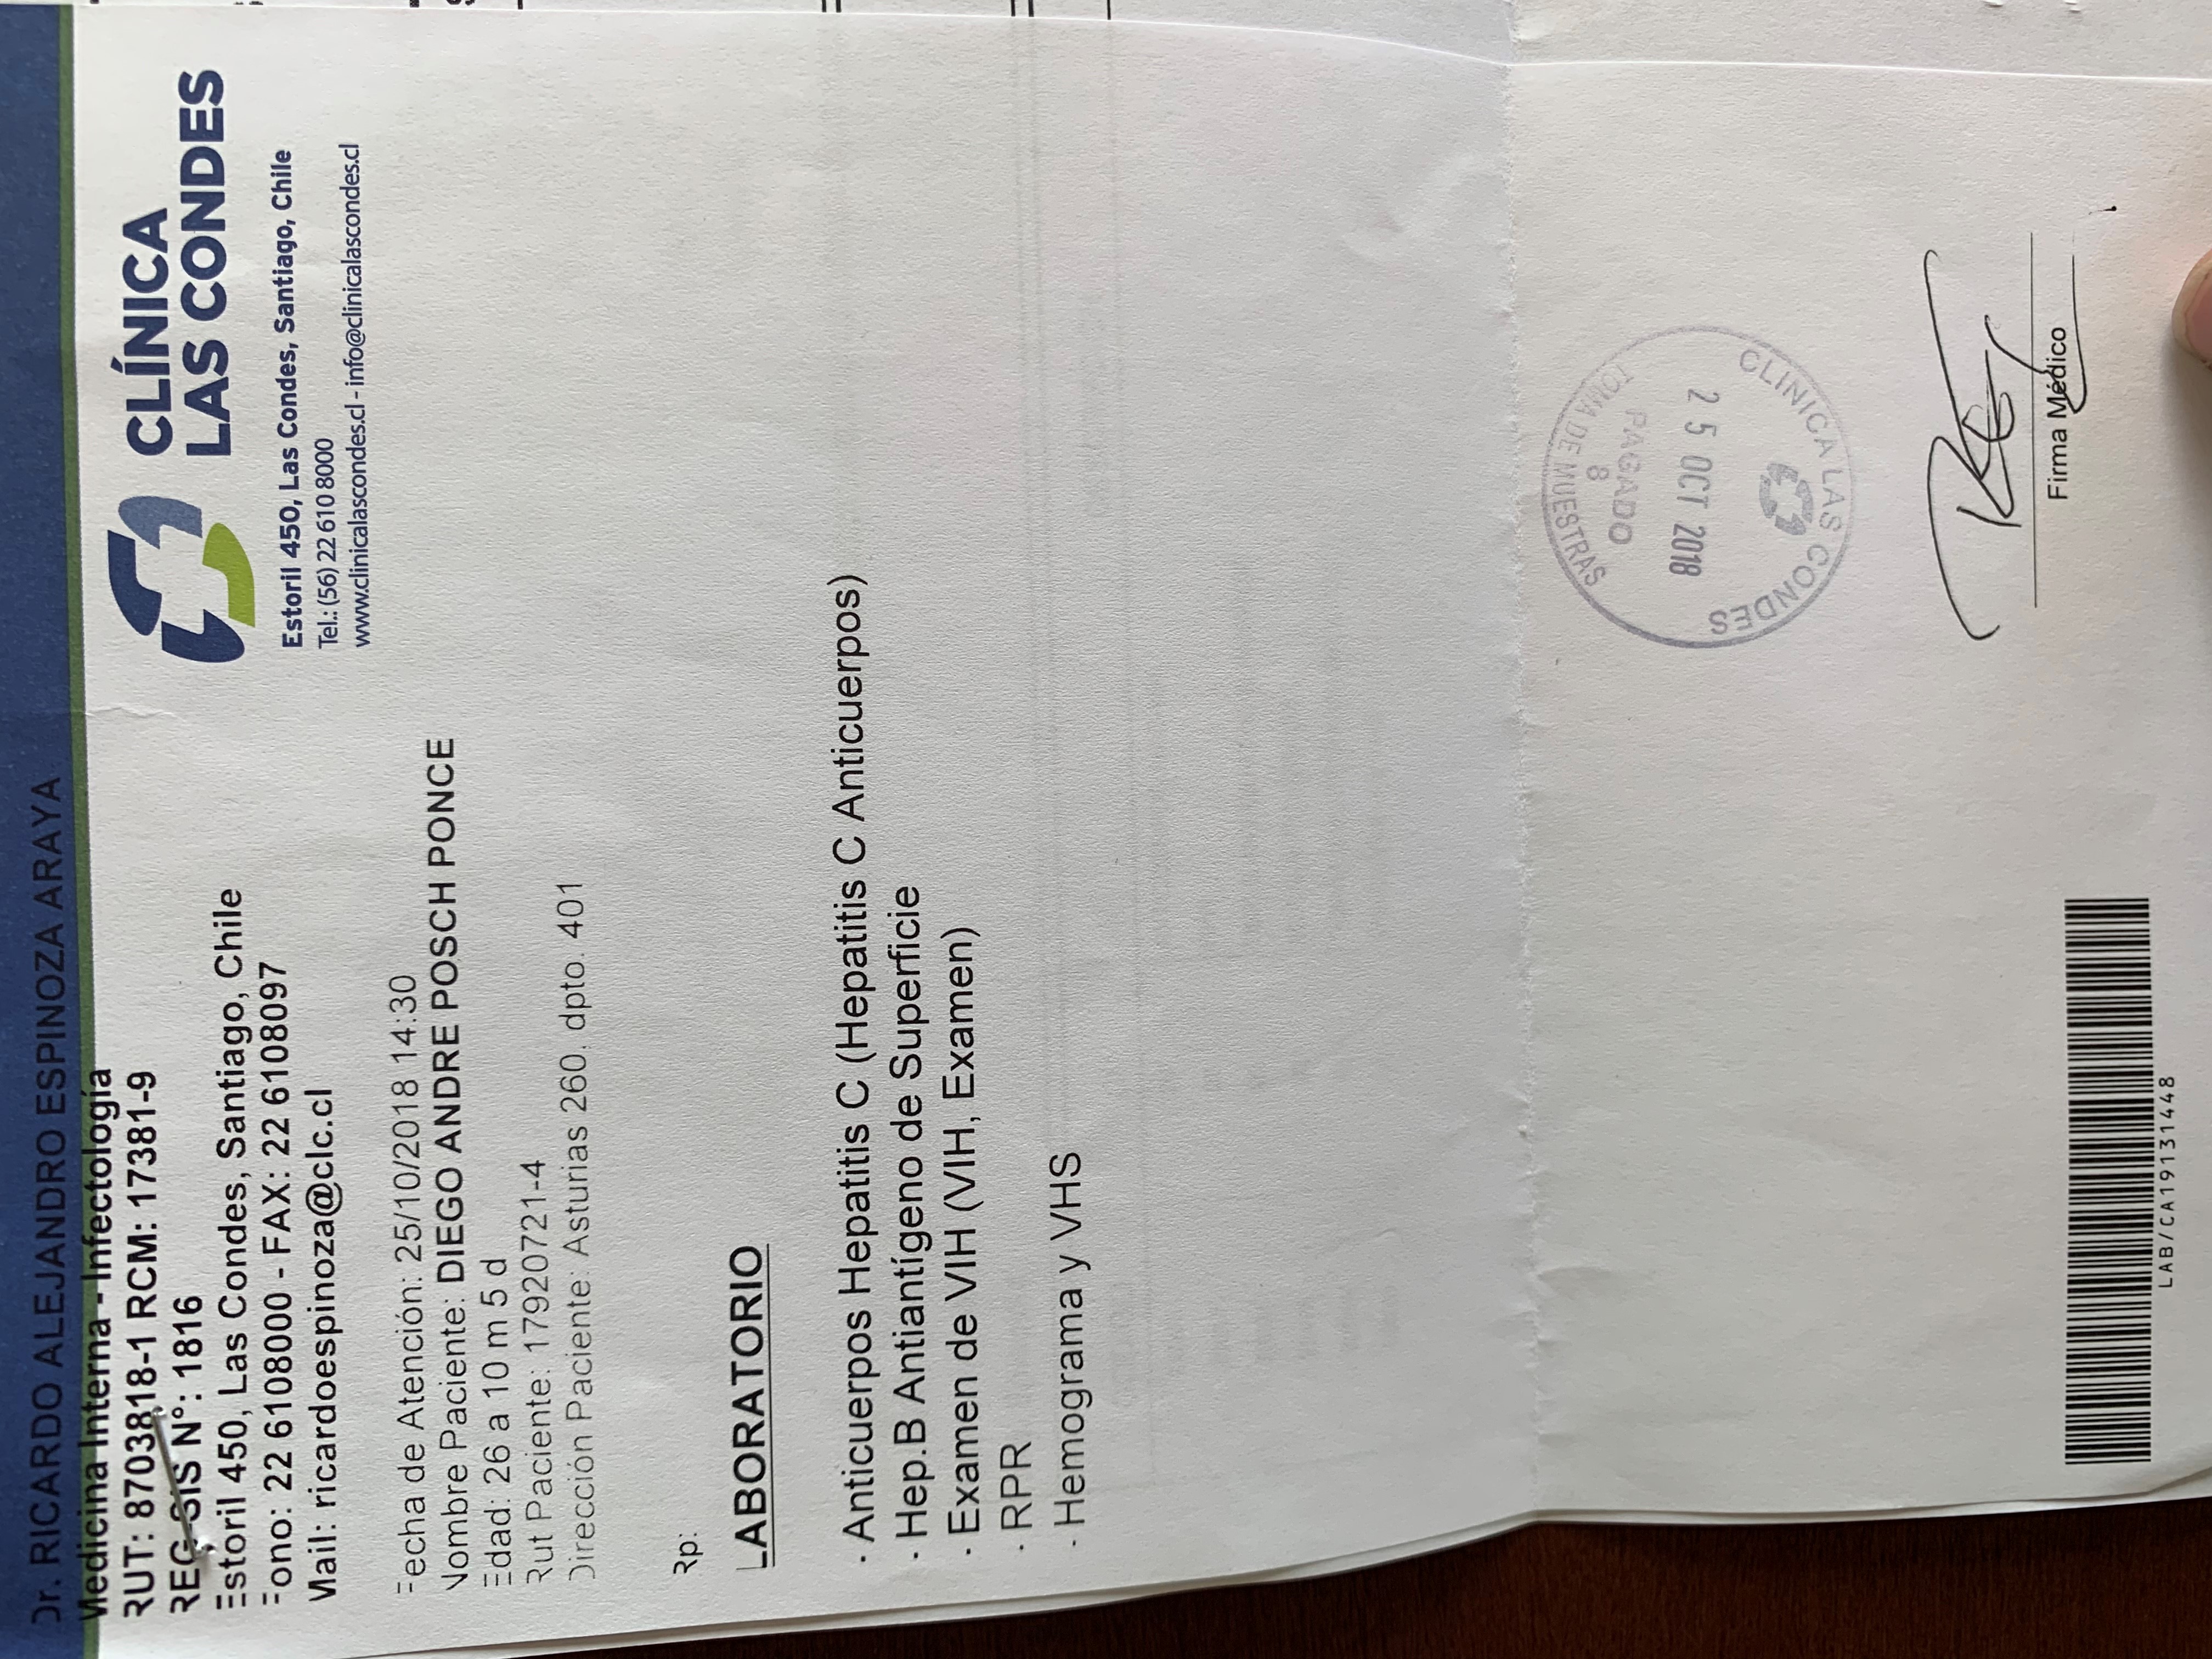 Dr. RICARDO ALEJANDRO ESPINOZA ARAYA
Medicina Interna - Infectología
RUT: 8703818-1 RCM: 17381-9
REG-SIS N°: 1816
Estoril 450, Las Condes, Santiago, Chile
Fono: 22 6108000 - FAX: 22 6108097
Mail: ricardoespinoza@clc.cl
CLÍNICA
LAS CONDES
Estoril 450, Las Condes, Santiago, Chile
Tel.: (56) 22 610 8000
www.clinicalascondes.cl - info@clinicalascondes.cl
Fecha de Atención: 25/10/2018 14:30
Nombre Paciente: DIEGO ANDRE POSCH PONCE
Edad: 26 a 10 m 5 d
Rut Paciente: 17920721-4
Dirección Paciente: Asturias 260, dpto. 401
Rp:
LABORATORIO
· Anticuerpos Hepatitis C (Hepatitis C Anticuerpos)
· Hep.B Antiantígeno de Superficie
· Examen de VIH (VIH, Examen)
· RPR
· Hemograma y VHS
CLINICA LAS CONDES
25 OCT 2018
PAGADO
8
TOMA DE MUESTRAS
Firma Médico
LAB/CA19131448